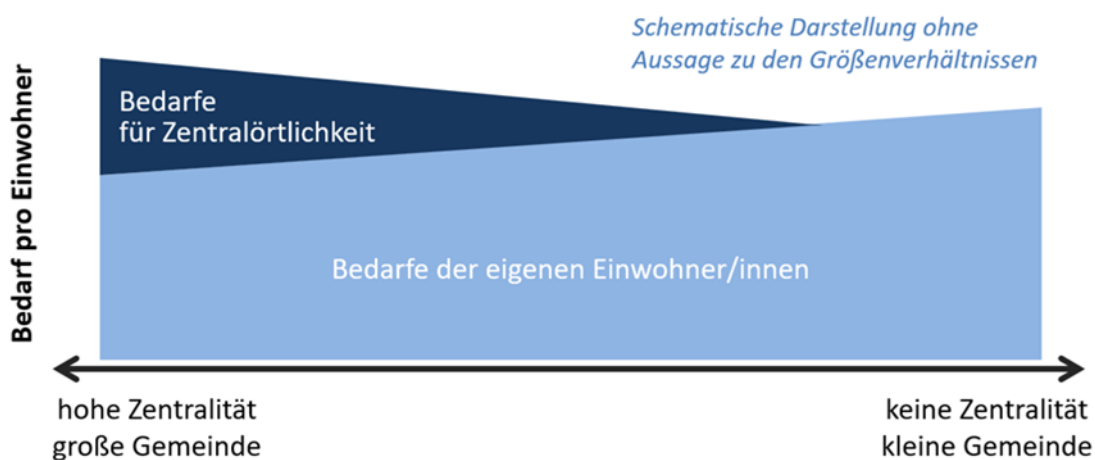 Schematische Darstellung ohne
Aussage zu den Größenverhältnissen
Bedarfe
für Zentralörtlichkeit
Bedarf pro Einwohner
Bedarfe der eigenen Einwohner/innen
hohe Zentralität
große Gemeinde
keine Zentralität
kleine Gemeinde